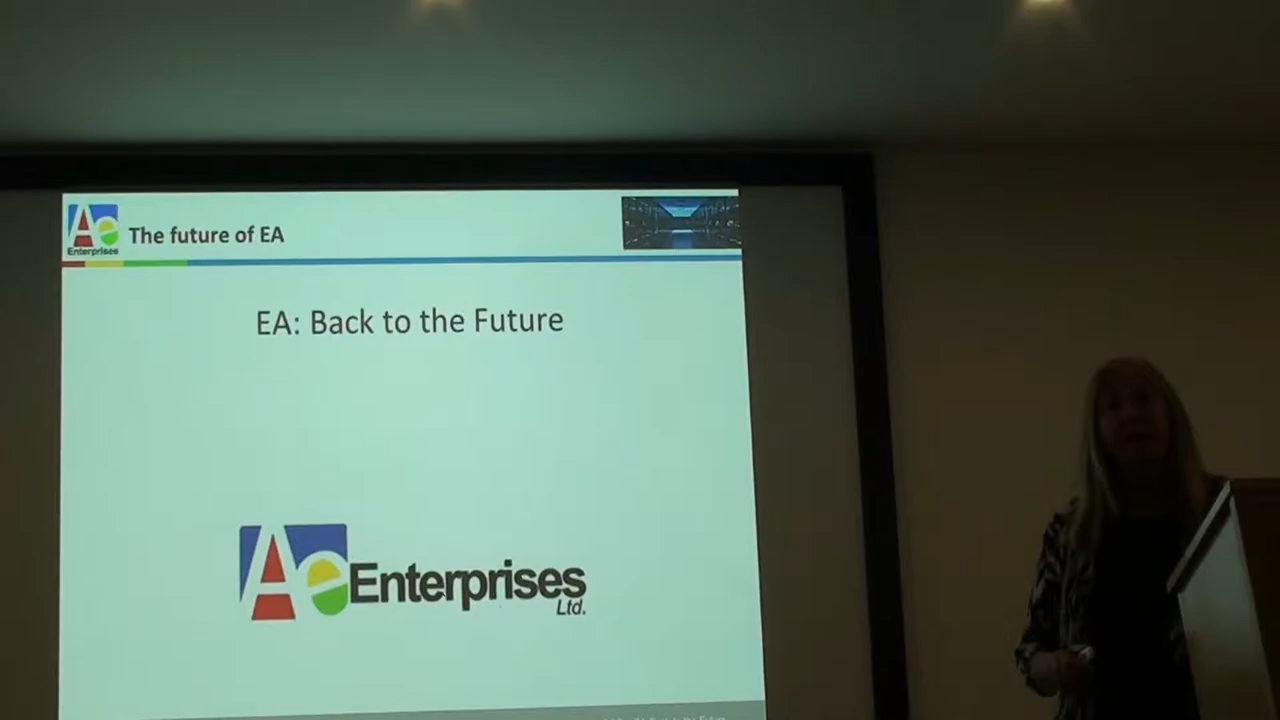 Ae
Enterprises
The future of EA
EA: Back to the Future
Ae Enterprises
Ltd.